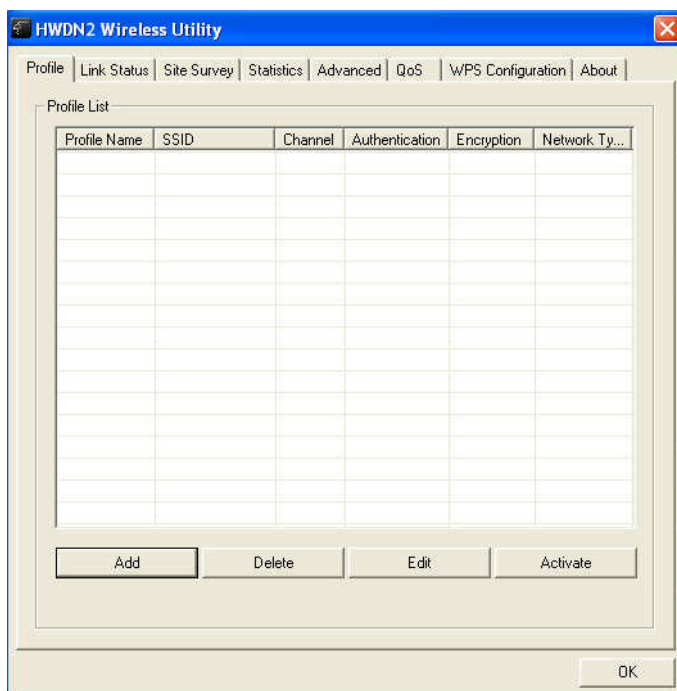 HWDN2 Wireless Utility
Profile Link Status Site Survey Statistics Advanced QoS WPS Configuration About
Profile List
Profile Name SSID Channel Authentication Encryption Network Ty...
Add Delete Edit Activate
OK